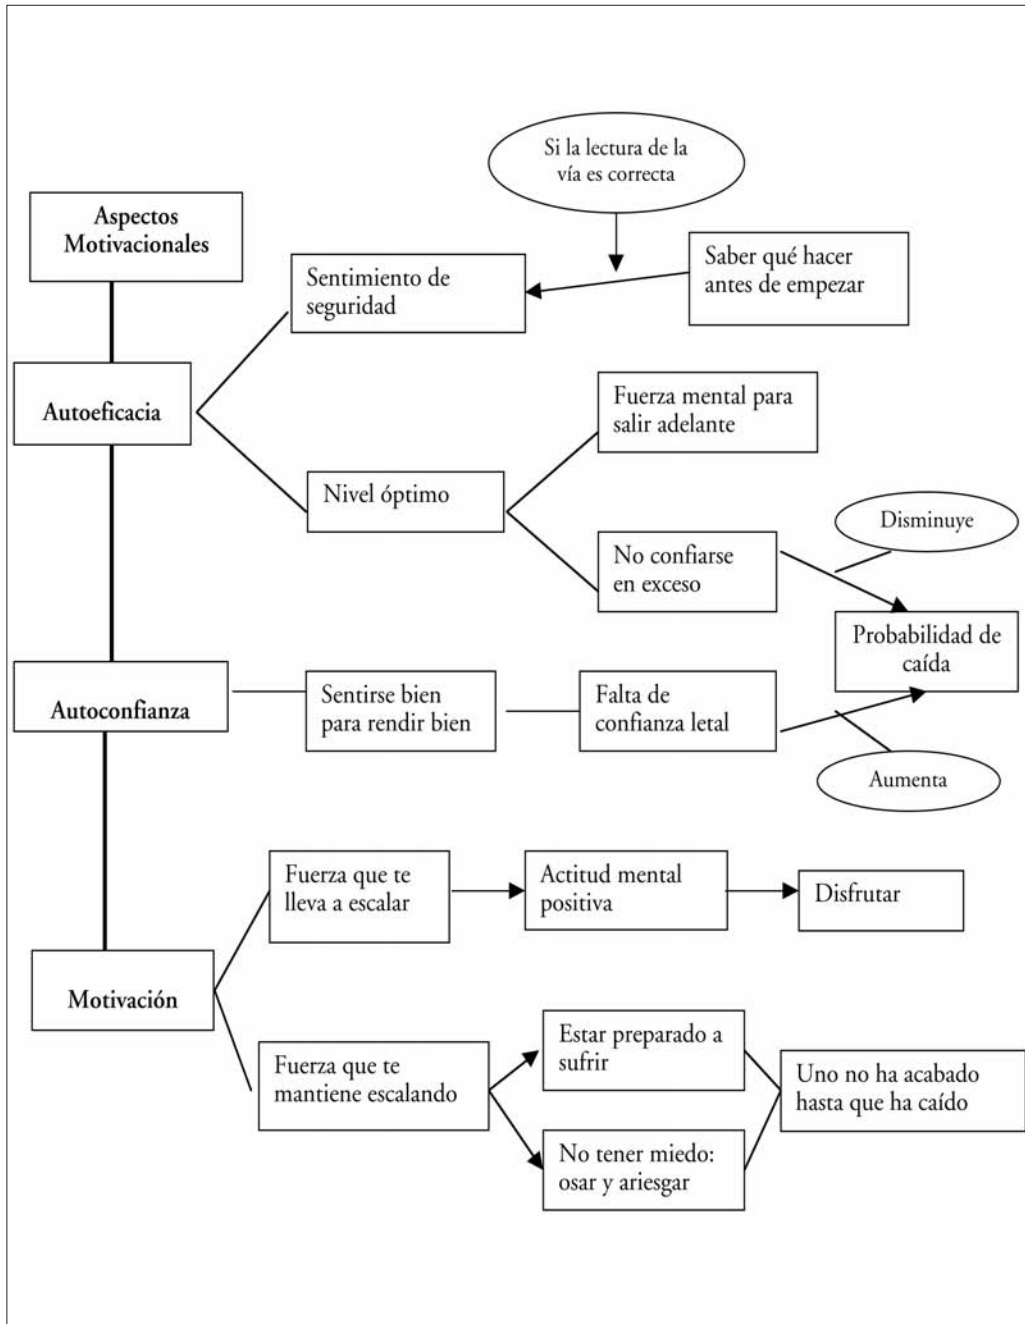 Si la lectura de la
vía es correcta
Aspectos
Motivacionales
Sentimiento de
seguridad
Saber qué hacer
antes de empezar
Autoeficacia
Fuerza mental para
salir adelante
Nivel óptimo
Disminuye
No confiarse
en exceso
Probabilidad de
caída
Autoconfianza
Sentirse bien
para rendir bien
Falta de
confianza letal
Aumenta
Fuerza que te
lleva a escalar
Actitud mental
positiva
Disfrutar
Motivación
Fuerza que te
mantiene escalando
Estar preparado a
sufrir
Uno no ha acabado
hasta que ha caído
No tener miedo:
osar y ariesgar